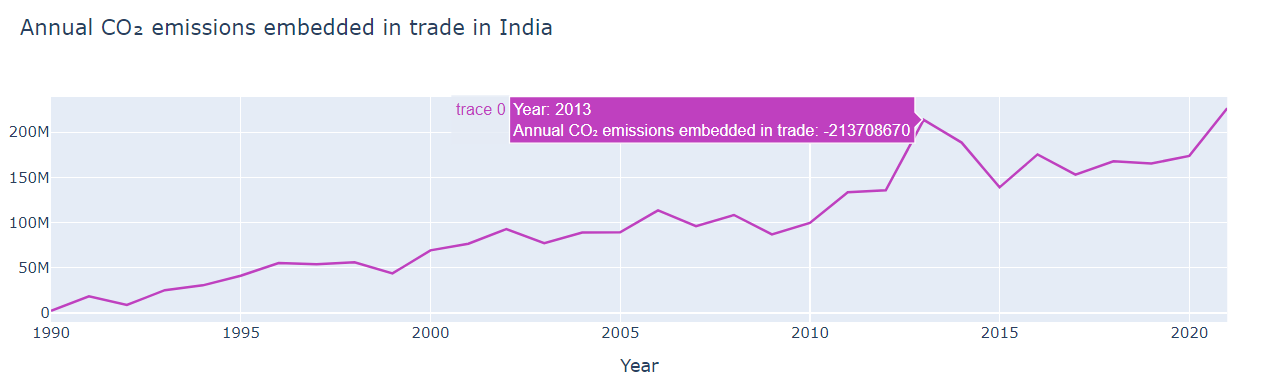 Annual CO₂ emissions embedded in trade in India
trace 0
Year: 2013
Annual CO₂ emissions embedded in trade: -213708670
200M
150M
100M
50M
0
1990 1995 2000 2005 2010 2015 2020
Year